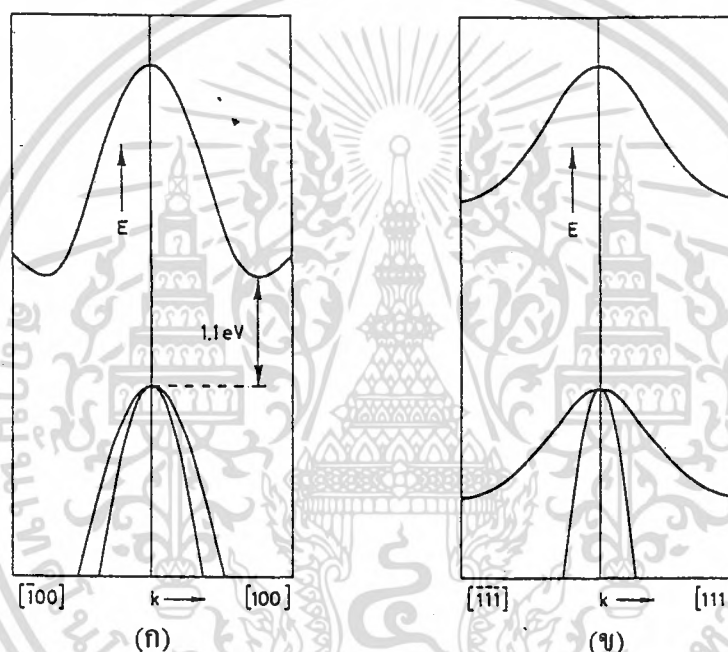 E
1.1 eV
[1̄00] k → [100]
(ก)
E
[1̄1̄1̄] k → [111
(ข)